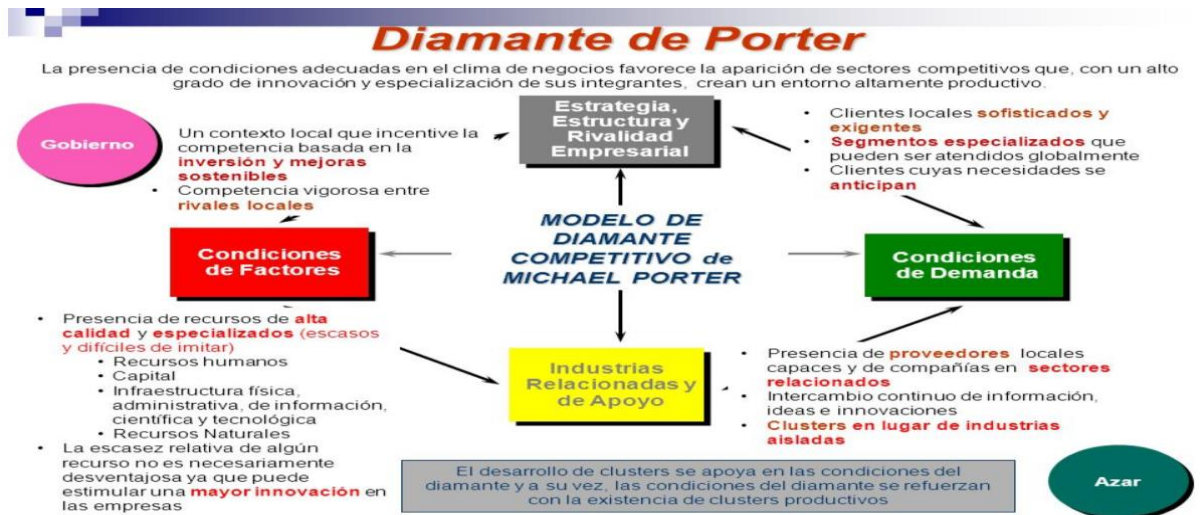 Diamante de Porter
La presencia de condiciones adecuadas en el clima de negocios favorece la aparición de sectores competitivos que, con un alto
grado de innovación y especialización de sus integrantes, crean un entorno altamente productivo.
Gobierno
Un contexto local que incentive la
competencia basada en la
inversión y mejoras
sostenibles
• Competencia vigorosa entre
rivales locales
Estrategia,
Estructura y
Rivalidad
Empresarial
• Clientes locales sofisticados y
exigentes
• Segmentos especializados que
pueden ser atendidos globalmente
• Clientes cuyas necesidades se
anticipan
Condiciones
de Factores
MODELO DE
DIAMANTE
COMPETITIVO de
MICHAEL PORTER
Condiciones
de Demanda
• Presencia de recursos de alta
calidad y especializados (escasos
y difíciles de imitar)
• Recursos humanos
• Capital
• Infraestructura física,
administrativa, de información,
científica y tecnológica
• Recursos Naturales
• La escasez relativa de algún
recurso no es necesariamente
desventajosa ya que puede
estimular una mayor innovación en
las empresas
Industrias
Relacionadas y
de Apoyo
• Presencia de proveedores locales
capaces y de compañías en sectores
relacionados
• Intercambio continuo de información,
ideas e innovaciones
• Clusters en lugar de industrias
aisladas
El desarrollo de clusters se apoya en las condiciones del
diamante y a su vez, las condiciones del diamante se refuerzan
con la existencia de clusters productivos
Azar